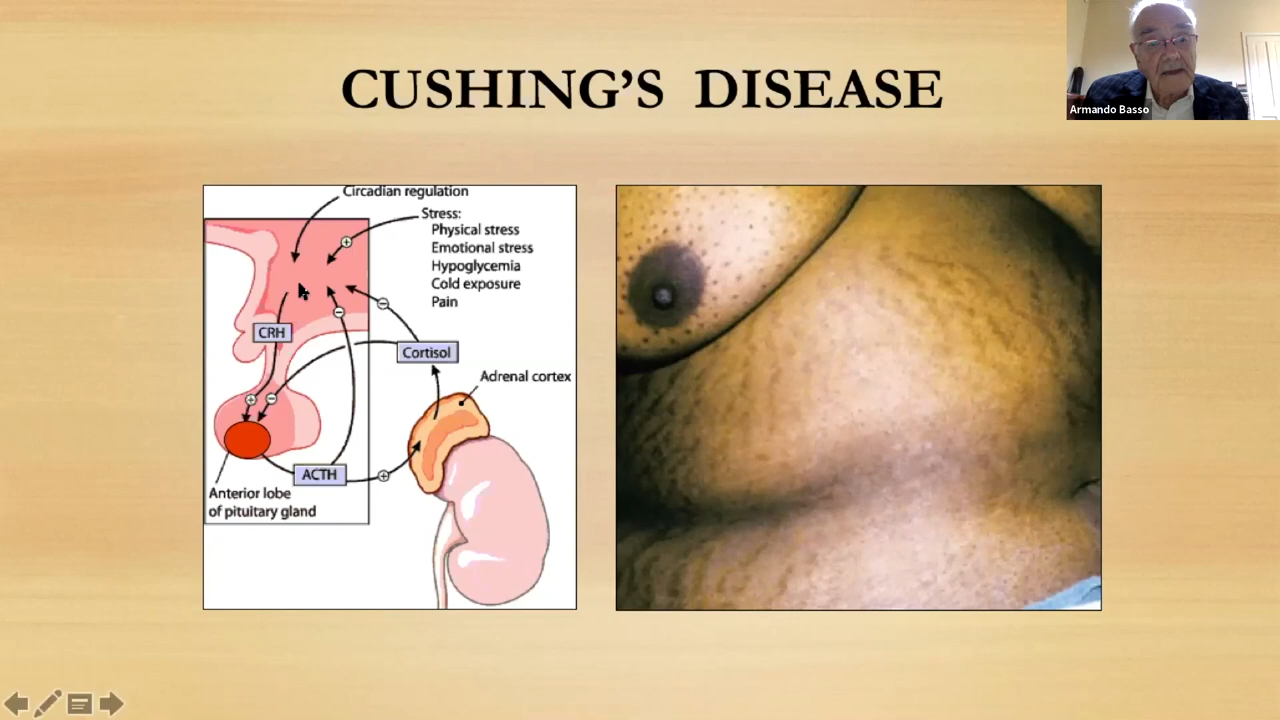 CUSHING'S DISEASE
Armando Basso
Circadian regulation
Stress:
Physical stress
Emotional stress
Hypoglycemia
Cold exposure
Pain
CRH
Cortisol
Adrenal cortex
ACTH
Anterior lobe
of pituitary gland